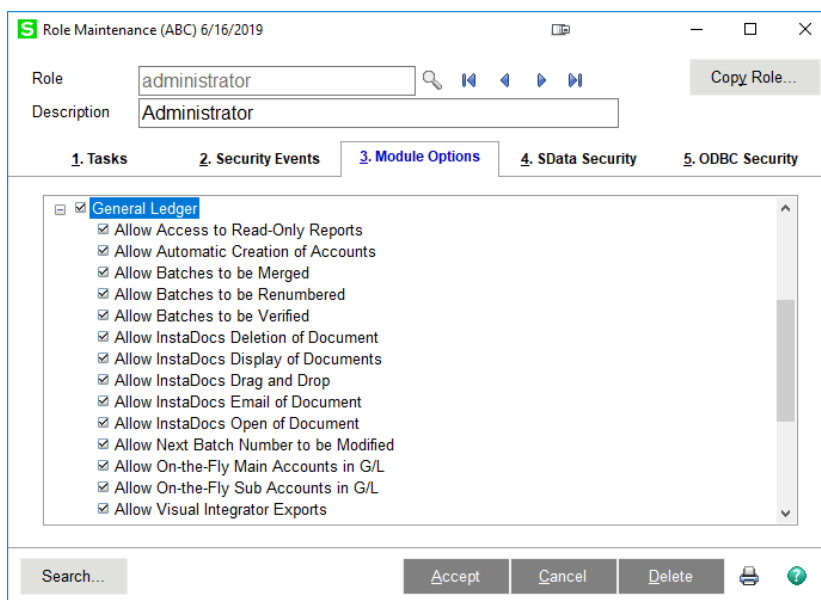 S Role Maintenance (ABC) 6/16/2019
Role administrator Copy Role...
Description Administrator
1. Tasks 2. Security Events 3. Module Options 4. SData Security 5. ODBC Security
General Ledger
Allow Access to Read-Only Reports
Allow Automatic Creation of Accounts
Allow Batches to be Merged
Allow Batches to be Renumbered
Allow Batches to be Verified
Allow InstaDocs Deletion of Document
Allow InstaDocs Display of Documents
Allow InstaDocs Drag and Drop
Allow InstaDocs Email of Document
Allow InstaDocs Open of Document
Allow Next Batch Number to be Modified
Allow On-the-Fly Main Accounts in G/L
Allow On-the-Fly Sub Accounts in G/L
Allow Visual Integrator Exports
Search... Accept Cancel Delete ?